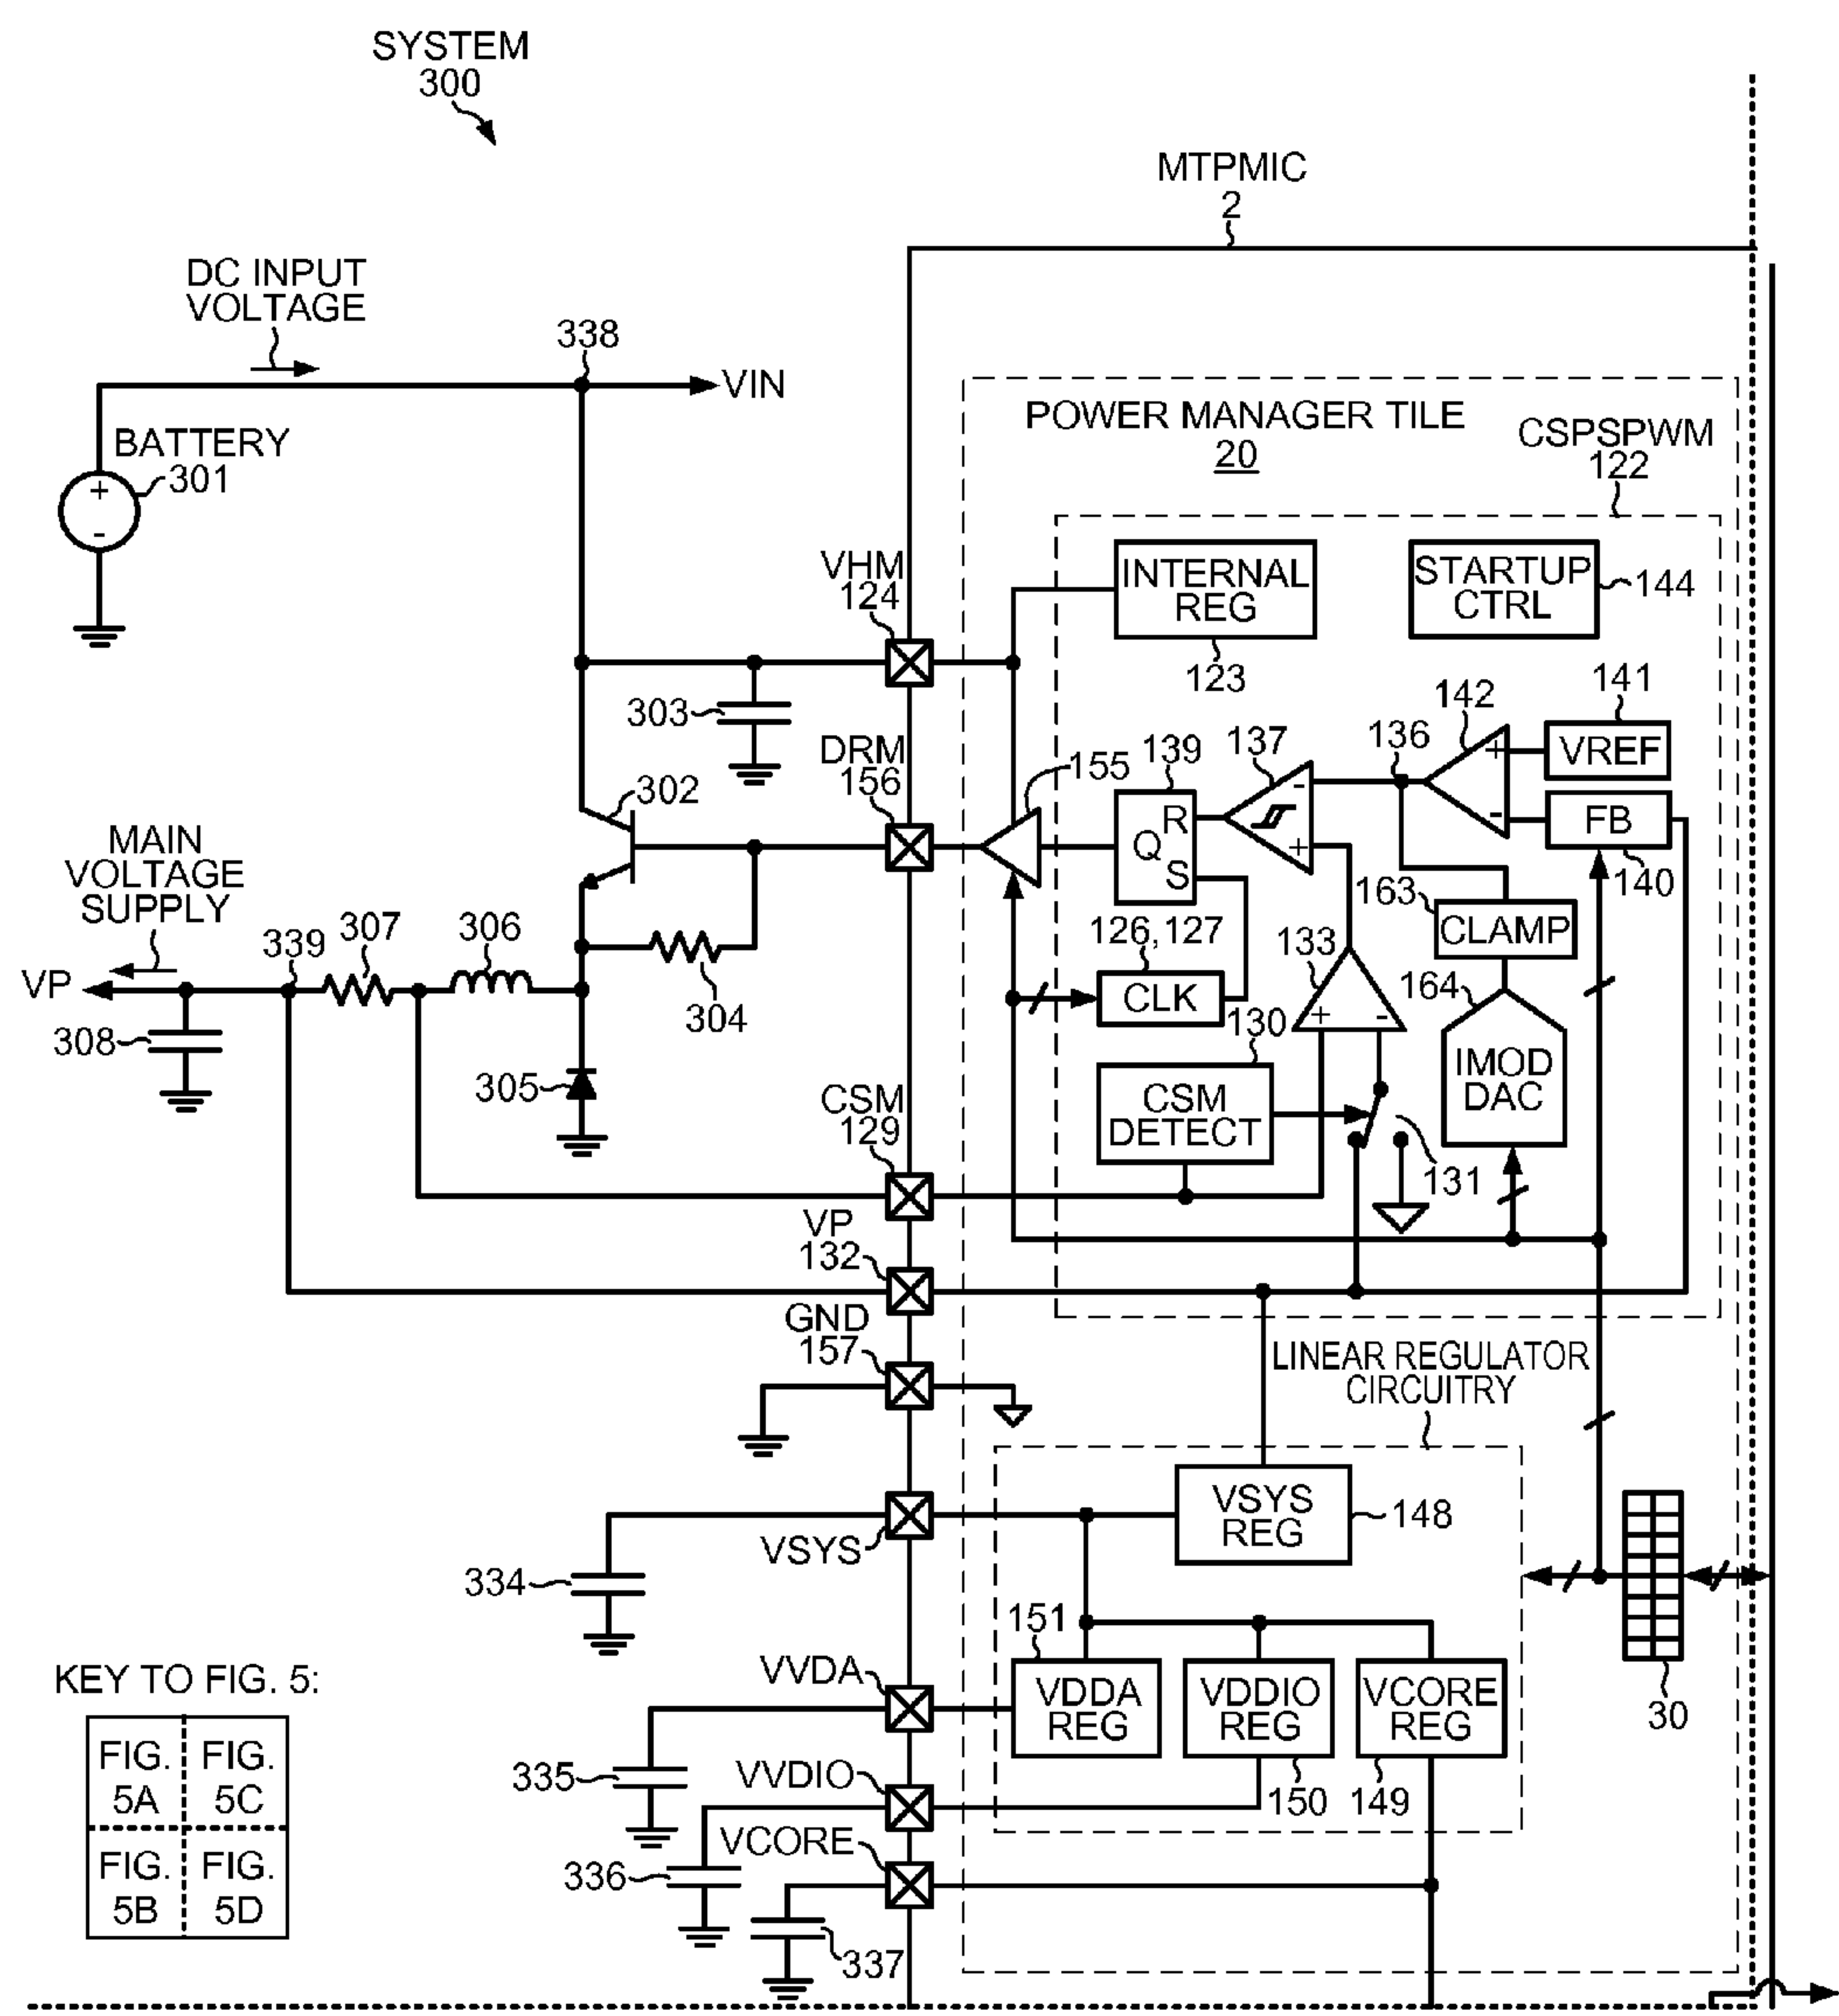 SYSTEM
300
MTPMIC
2
DC INPUT
VOLTAGE
338
VIN
BATTERY
301
+
-
POWER MANAGER TILE
20
CSPSPWM
122
VHM
124
INTERNAL
REG
123
STARTUP
CTRL
144
303
DRM
156
302
155
139
137
136
142
141
VREF
+
-
FB
140
R
Q
S
-
+
MAIN
VOLTAGE
SUPPLY
VP
339
307
306
304
308
305
126, 127
CLK
133
+
-
163
CLAMP
164
IMOD
DAC
130
CSM
DETECT
131
CSM
129
VP
132
GND
157
LINEAR REGULATOR
CIRCUITRY
VSYS
REG
148
VSYS
334
151
VDDA
REG
VDDIO
REG
VCORE
REG
150
149
30
VVDA
335
VVDIO
336
VCORE
337
KEY TO FIG. 5:
FIG.
5A
FIG.
5C
FIG.
5B
FIG.
5D